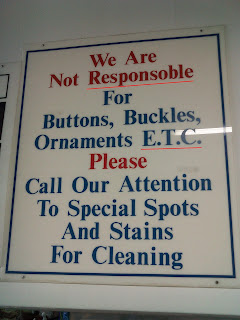 We Are
Not Responsoble
For
Buttons, Buckles,
Ornaments E.T.C.
Please
Call Our Attention
To Special Spots
And Stains
For Cleaning